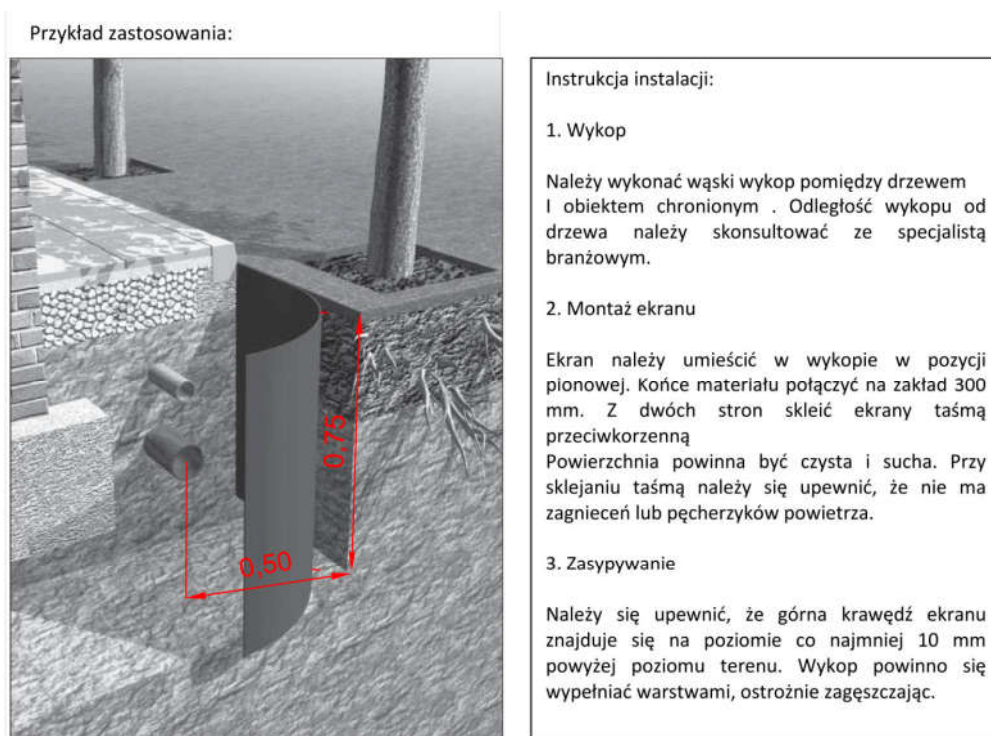 Przykład zastosowania:
0,75
0,50
Instrukcja instalacji:
1. Wykop
Należy wykonać wąski wykop pomiędzy drzewem
I obiektem chronionym . Odległość wykopu od
drzewa należy skonsultować ze specjalistą
branżowym.
2. Montaż ekranu
Ekran należy umieścić w wykopie w pozycji
pionowej. Końce materiału połączyć na zakład 300
mm. Z dwóch stron skleić ekrany taśmą
przeciwkorzenną
Powierzchnia powinna być czysta i sucha. Przy
sklejaniu taśmą należy się upewnić, że nie ma
zagnieceń lub pęcherzyków powietrza.
3. Zasypywanie
Należy się upewnić, że górna krawędź ekranu
znajduje się na poziomie co najmniej 10 mm
powyżej poziomu terenu. Wykop powinno się
wypełniać warstwami, ostrożnie zagęszczając.